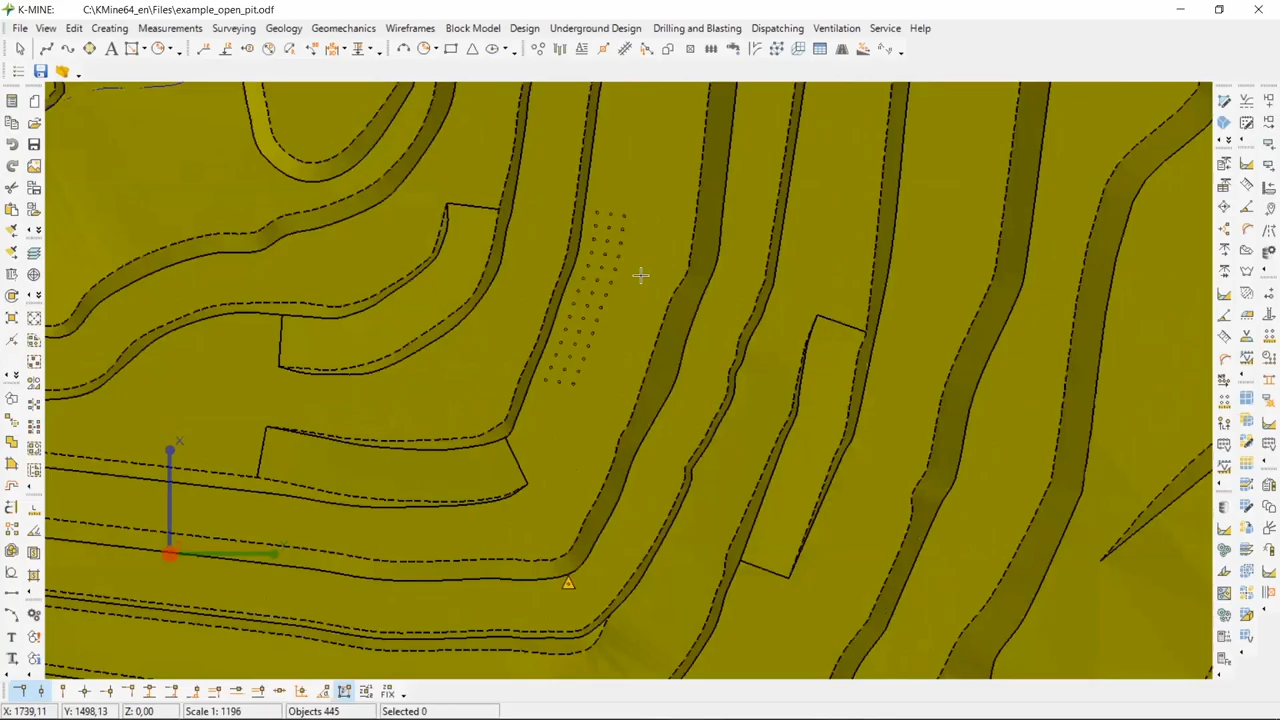 K-MINE: C:\KMine64_en\Files\example_open_pit.odf
File View Edit Creating Measurements Surveying Geology Geomechanics Wireframes Block Model Design Underground Design Drilling and Blasting Dispatching Ventilation Service Help
X
Y
FIX
X: 1739,11 Y: 1498,13 Z: 0,00 Scale 1: 1196 Objects 445 Selected 0